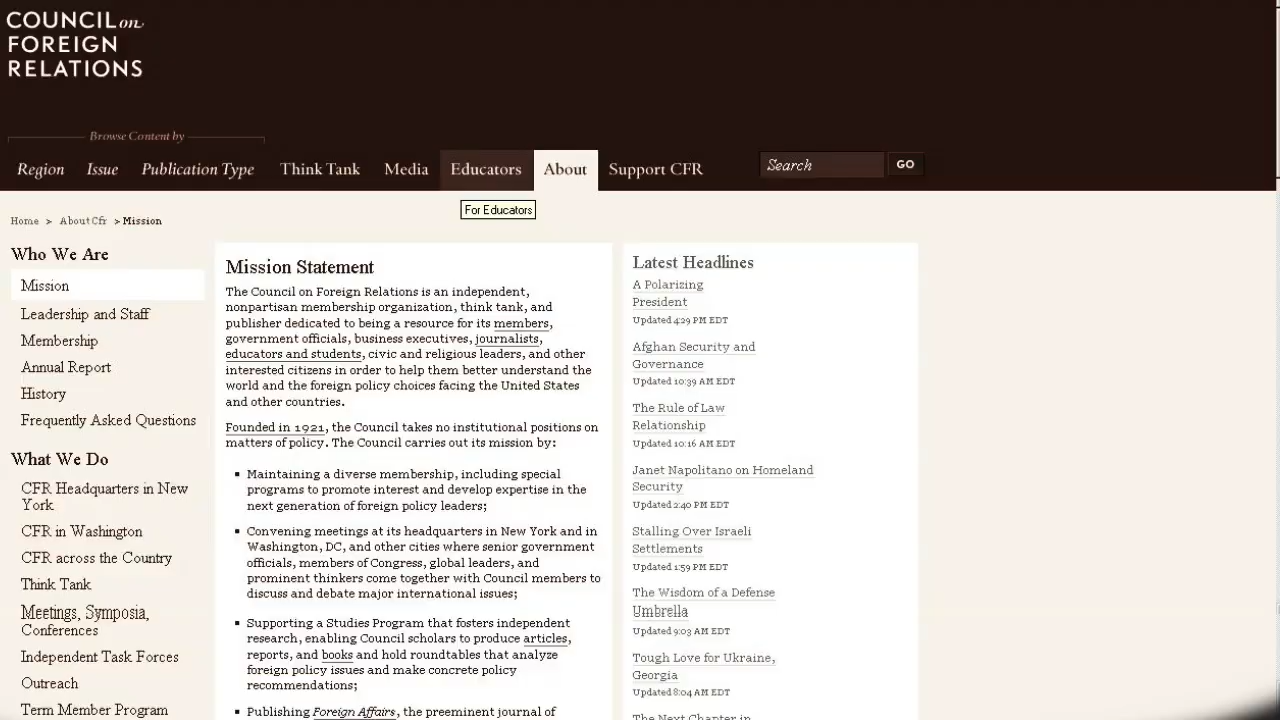 COUNCIL on
FOREIGN
RELATIONS
Browse Content by
Region Issue Publication Type Think Tank Media Educators About Support CFR Search GO
For Educators
Home > About Cfr > Mission
Who We Are
Mission
Leadership and Staff
Membership
Annual Report
History
Frequently Asked Questions
What We Do
CFR Headquarters in New
York
CFR in Washington
CFR across the Country
Think Tank
Meetings, Symposia,
Conferences
Independent Task Forces
Outreach
Term Member Program
Mission Statement
The Council on Foreign Relations is an independent,
nonpartisan membership organization, think tank, and
publisher dedicated to being a resource for its members,
government officials, business executives, journalists,
educators and students, civic and religious leaders, and other
interested citizens in order to help them better understand the
world and the foreign policy choices facing the United States
and other countries.
Founded in 1921, the Council takes no institutional positions on
matters of policy. The Council carries out its mission by:
▪ Maintaining a diverse membership, including special
programs to promote interest and develop expertise in the
next generation of foreign policy leaders;
▪ Convening meetings at its headquarters in New York and in
Washington, DC, and other cities where senior government
officials, members of Congress, global leaders, and
prominent thinkers come together with Council members to
discuss and debate major international issues;
▪ Supporting a Studies Program that fosters independent
research, enabling Council scholars to produce articles,
reports, and books and hold roundtables that analyze
foreign policy issues and make concrete policy
recommendations;
▪ Publishing Foreign Affairs, the preeminent journal of
Latest Headlines
A Polarizing
President
Updated 4:29 PM EDT
Afghan Security and
Governance
Updated 10:39 AM EDT
The Rule of Law
Relationship
Updated 10:16 AM EDT
Janet Napolitano on Homeland
Security
Updated 2:40 PM EDT
Stalling Over Israeli
Settlements
Updated 1:59 PM EDT
The Wisdom of a Defense
Umbrella
Updated 9:03 AM EDT
Tough Love for Ukraine,
Georgia
Updated 8:04 AM EDT
The Next Chapter in